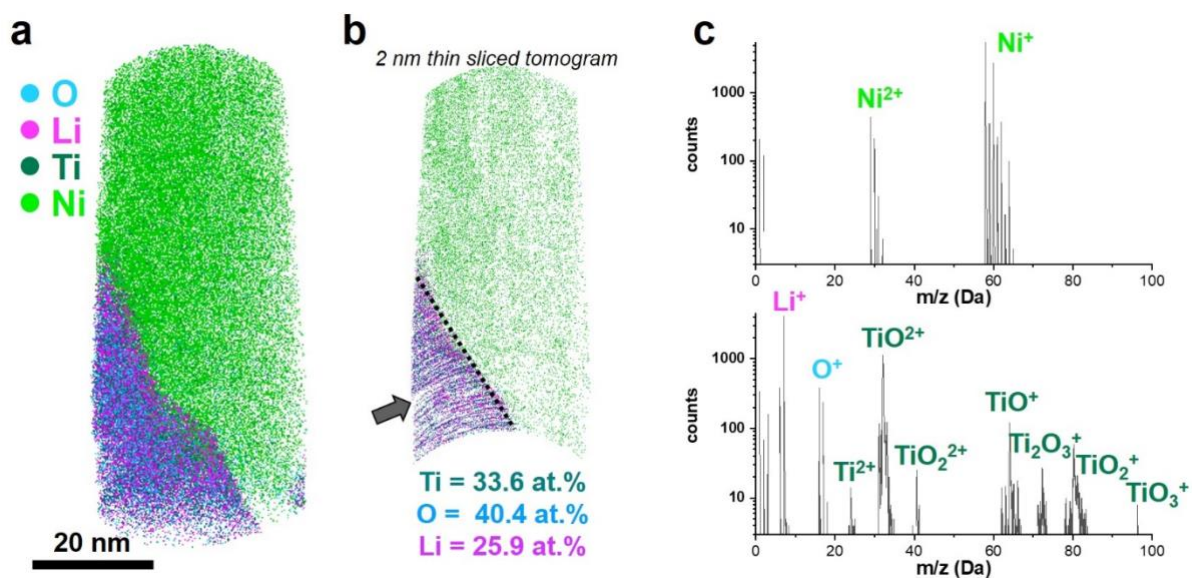 a
O
Li
Ti
Ni
20 nm
b
2 nm thin sliced tomogram
Ti = 33.6 at.%
O = 40.4 at.%
Li = 25.9 at.%
c
counts
1000
100
10
Ni²⁺
Ni⁺
0 20 40 60 80 100
m/z (Da)
counts
1000
100
10
Li⁺
O⁺
Ti²⁺
TiO²⁺
TiO₂²⁺
TiO⁺
Ti₂O₃⁺
TiO₂⁺
TiO₃⁺
0 20 40 60 80 100
m/z (Da)